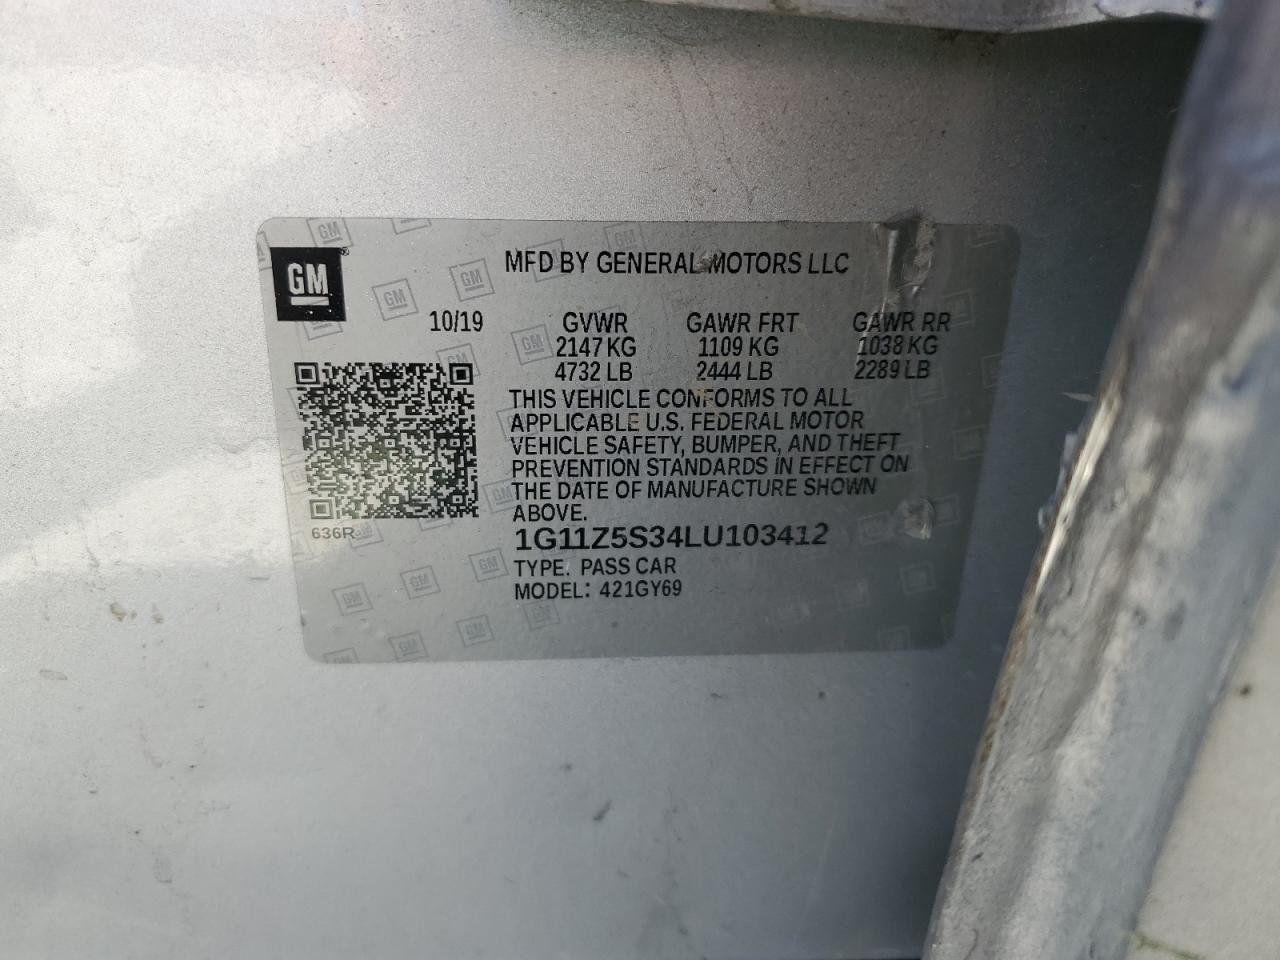 GM
MFD BY GENERAL MOTORS LLC
10/19 GVWR GAWR FRT GAWR RR
2147 KG 1109 KG 1038 KG
4732 LB 2444 LB 2289 LB
THIS VEHICLE CONFORMS TO ALL
APPLICABLE U.S. FEDERAL MOTOR
VEHICLE SAFETY, BUMPER, AND THEFT
PREVENTION STANDARDS IN EFFECT ON
THE DATE OF MANUFACTURE SHOWN
ABOVE.
636R
1G11Z5S34LU103412
TYPE. PASS CAR
MODEL: 421GY69